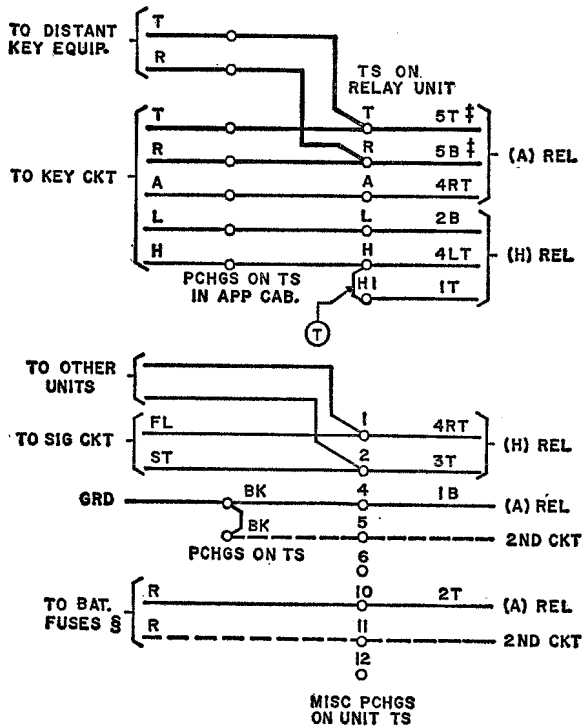 TO DISTANT
KEY EQUIP.
T
R
TS ON
RELAY UNIT
TO KEY CKT
T T 5T ‡
R R 5B ‡
(A) REL
A A 4RT
L L 2B
H H 4LT
(H) REL
PCHGS ON TS
IN APP CAB.
H1 1T
T
TO OTHER
UNITS
TO SIG CKT
FL 1 4RT
ST 2 3T
(H) REL
GRD BK 4 1B (A) REL
BK 5 2ND CKT
PCHGS ON TS
6
TO BAT.
FUSES §
R 10 2T (A) REL
R 11 2ND CKT
12
MISC PCHGS
ON UNIT TS